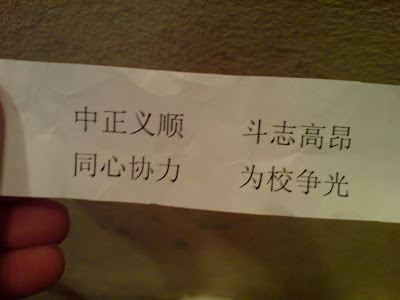 中正义顺 斗志高昂
同心协力 为校争光